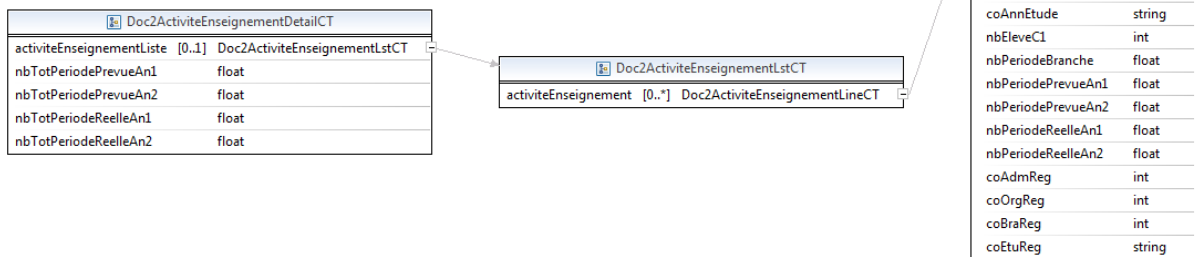 Doc2ActiviteEnseignementDetailCT
activiteEnseignementListe [0..1] Doc2ActiviteEnseignementLstCT
nbTotPeriodePrevueAn1 float
nbTotPeriodePrevueAn2 float
nbTotPeriodeReelleAn1 float
nbTotPeriodeReelleAn2 float
Doc2ActiviteEnseignementLstCT
activiteEnseignement [0..*] Doc2ActiviteEnseignementLineCT
coAnnEtude string
nbEleveC1 int
nbPeriodeBranche float
nbPeriodePrevueAn1 float
nbPeriodePrevueAn2 float
nbPeriodeReelleAn1 float
nbPeriodeReelleAn2 float
coAdmReg int
coOrgReg int
coBraReg int
coEtuReg string